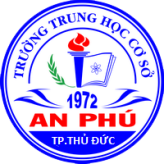 TRƯỜNG TRUNG HỌC CƠ SỞ
1972
AN PHÚ
TP.THỦ ĐỨC